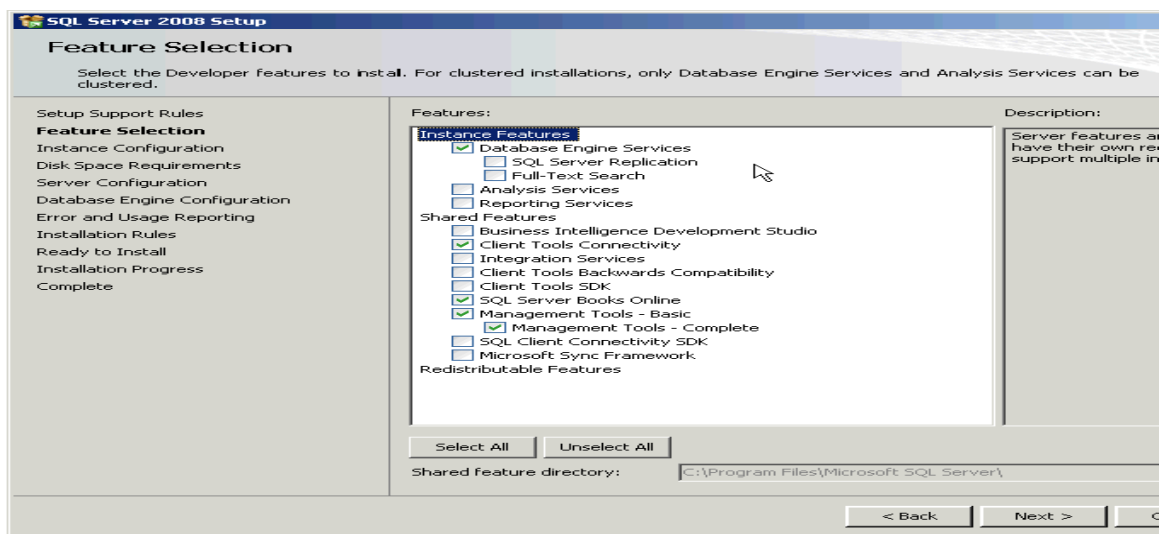 SQL Server 2008 Setup
Feature Selection
Select the Developer features to install. For clustered installations, only Database Engine Services and Analysis Services can be
clustered.
Setup Support Rules
Feature Selection
Instance Configuration
Disk Space Requirements
Server Configuration
Database Engine Configuration
Error and Usage Reporting
Installation Rules
Ready to Install
Installation Progress
Complete
Features:
Instance Features
Database Engine Services
SQL Server Replication
Full-Text Search
Analysis Services
Reporting Services
Shared Features
Business Intelligence Development Studio
Client Tools Connectivity
Integration Services
Client Tools Backwards Compatibility
Client Tools SDK
SQL Server Books Online
Management Tools - Basic
Management Tools - Complete
SQL Client Connectivity SDK
Microsoft Sync Framework
Redistributable Features
Select All
Unselect All
Shared feature directory:
C:\Program Files\Microsoft SQL Server\
Description:
Server features
have their own
support multiple
< Back
Next >